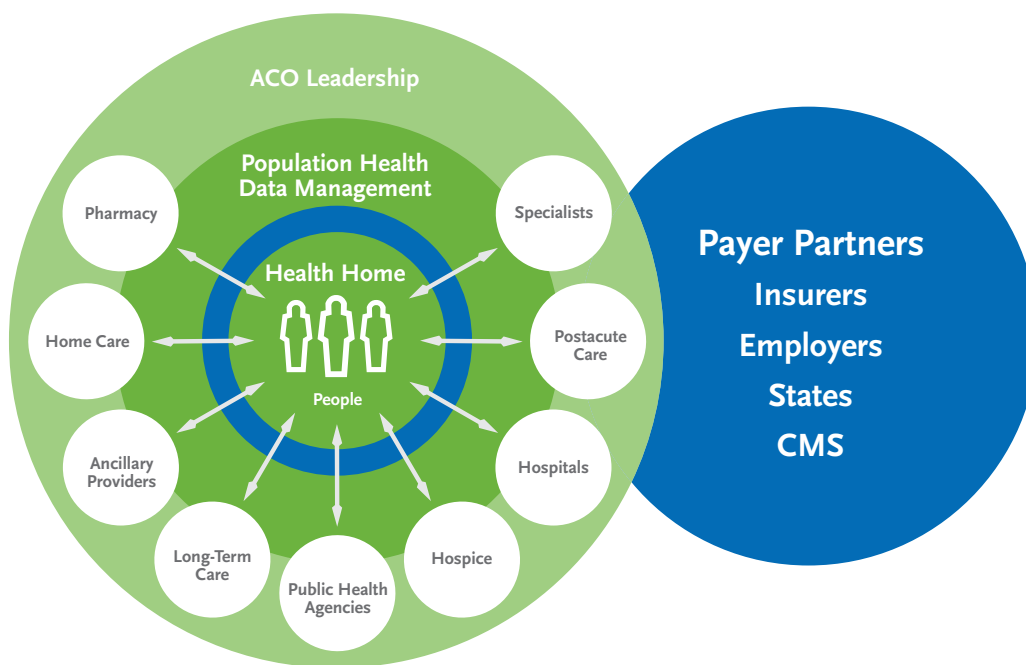 ACO Leadership
Population Health
Data Management
Health Home
People
Pharmacy
Home Care
Ancillary
Providers
Long-Term
Care
Public Health
Agencies
Hospice
Hospitals
Postacute
Care
Specialists
Payer Partners
Insurers
Employers
States
CMS